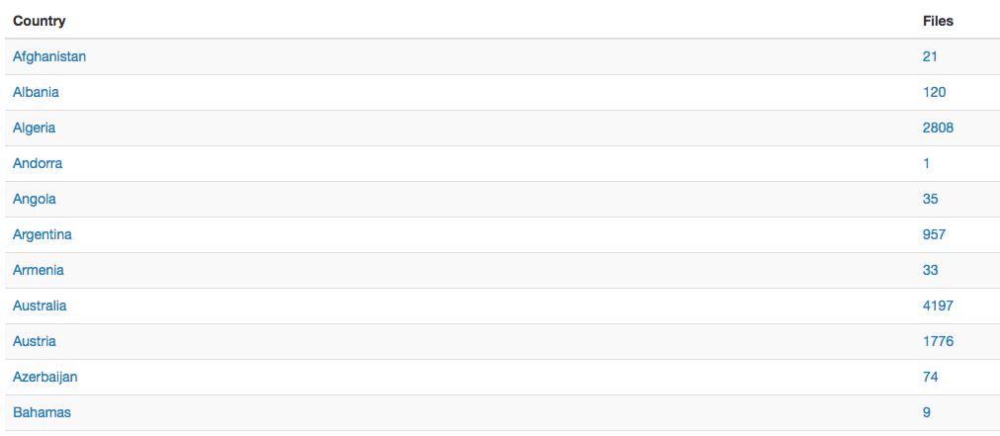 Country Files
Afghanistan 21
Albania 120
Algeria 2808
Andorra 1
Angola 35
Argentina 957
Armenia 33
Australia 4197
Austria 1776
Azerbaijan 74
Bahamas 9